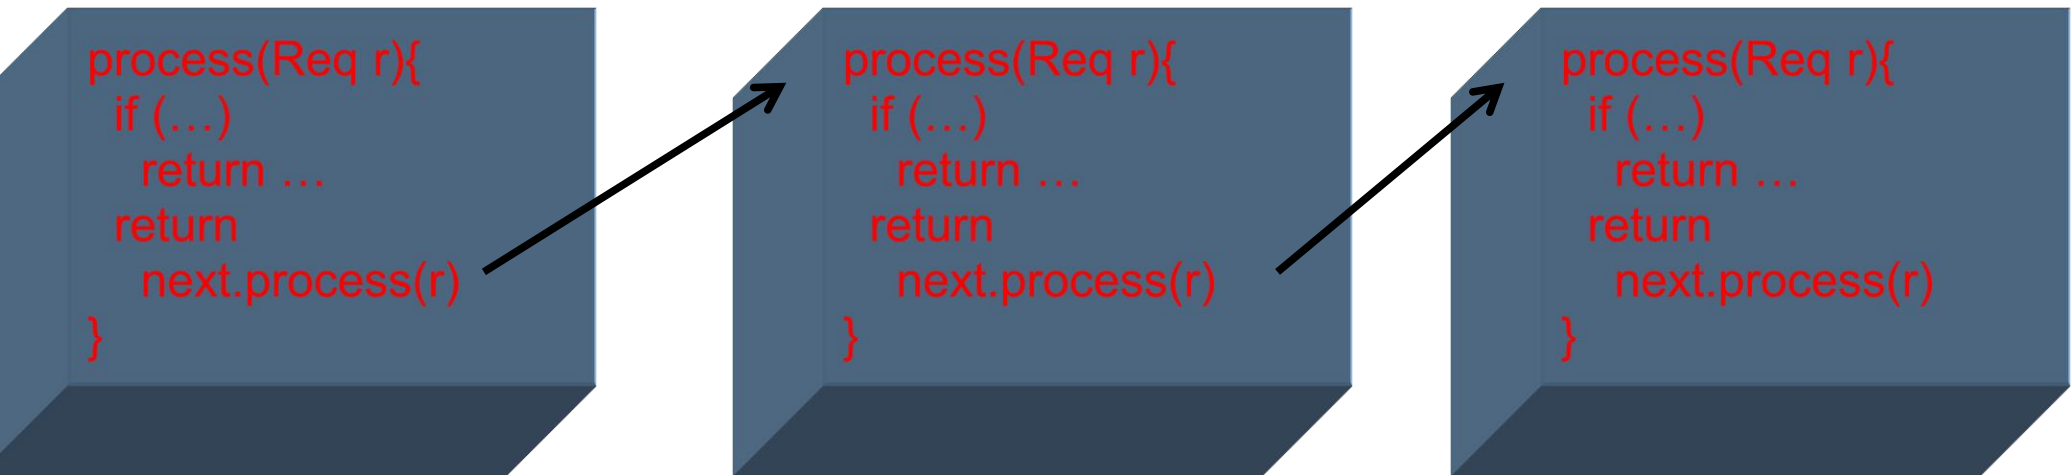 process(Req r){
if (…)
return …
return
next.process(r)
}
process(Req r){
if (…)
return …
return
next.process(r)
}
process(Req r){
if (…)
return …
return
next.process(r)
}